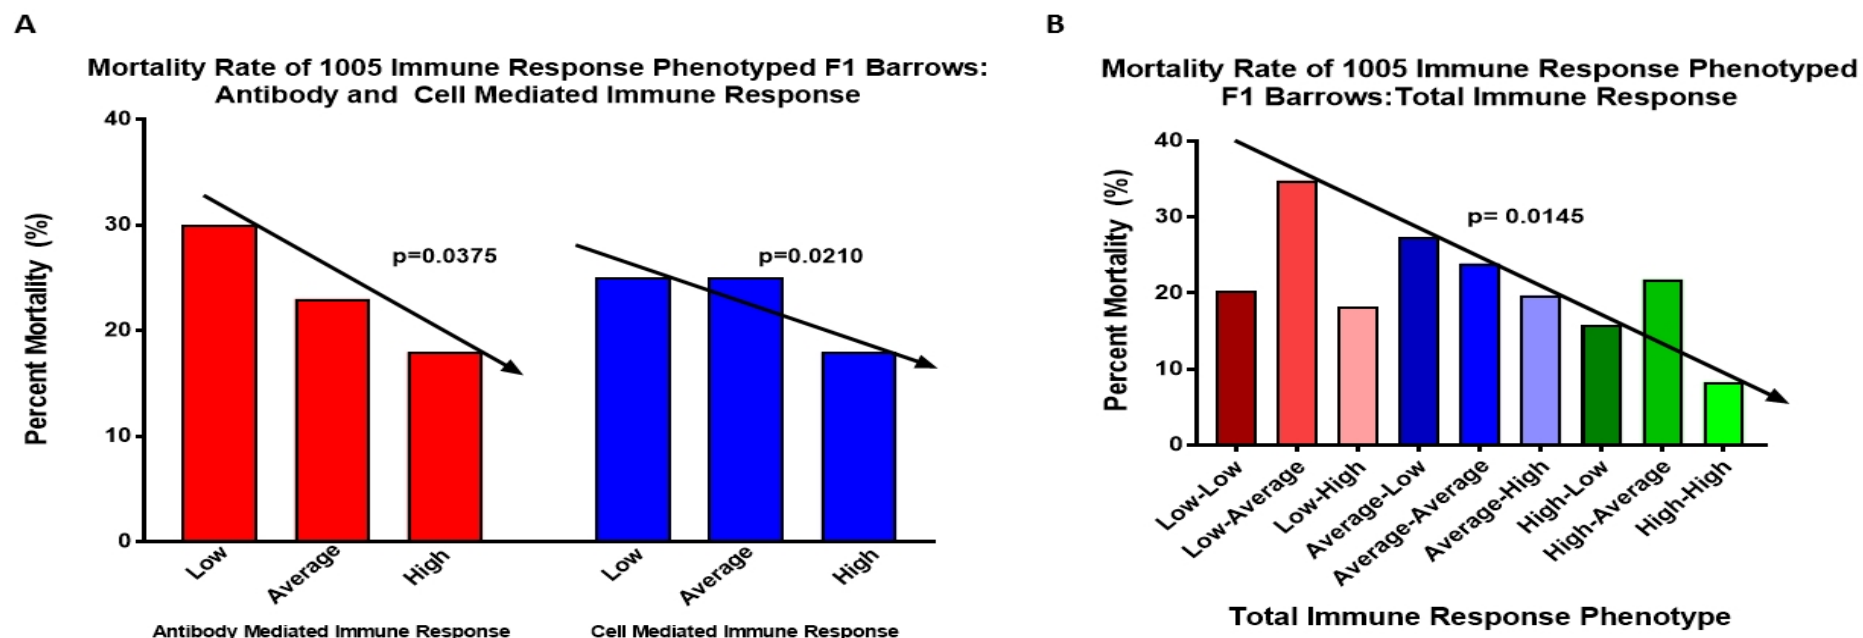 A
Mortality Rate of 1005 Immune Response Phenotyped F1 Barrows:
Antibody and Cell Mediated Immune Response
Percent Mortality (%)
40
30
20
10
0
p=0.0375
p=0.0210
Low
Average
High
Low
Average
High
Antibody Mediated Immune Response
Cell Mediated Immune Response
B
Mortality Rate of 1005 Immune Response Phenotyped
F1 Barrows:Total Immune Response
Percent Mortality (%)
40
30
20
10
0
p= 0.0145
Low-Low
Low-Average
Low-High
Average-Low
Average-Average
Average-High
High-Low
High-Average
High-High
Total Immune Response Phenotype